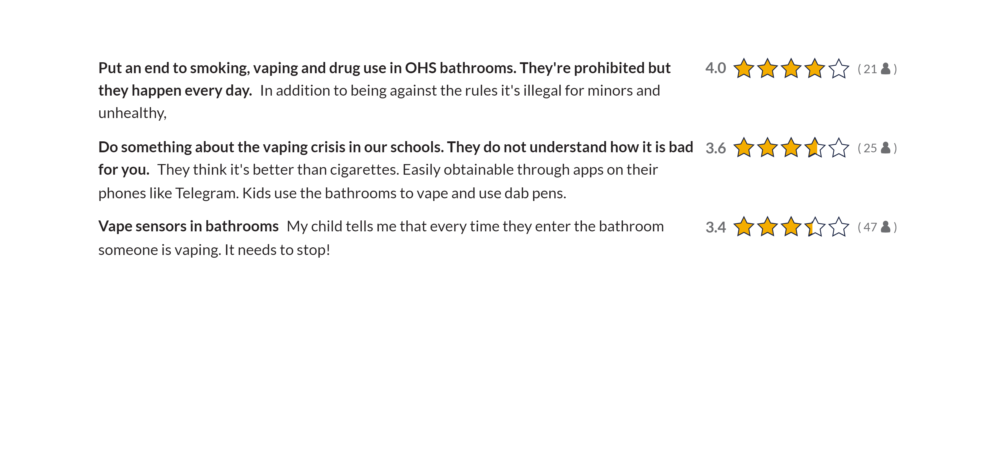 Put an end to smoking, vaping and drug use in OHS bathrooms. They're prohibited but 4.0 (21)
they happen every day. In addition to being against the rules it's illegal for minors and
unhealthy,
Do something about the vaping crisis in our schools. They do not understand how it is bad 3.6 (25)
for you. They think it's better than cigarettes. Easily obtainable through apps on their
phones like Telegram. Kids use the bathrooms to vape and use dab pens.
Vape sensors in bathrooms My child tells me that every time they enter the bathroom 3.4 (47)
someone is vaping. It needs to stop!